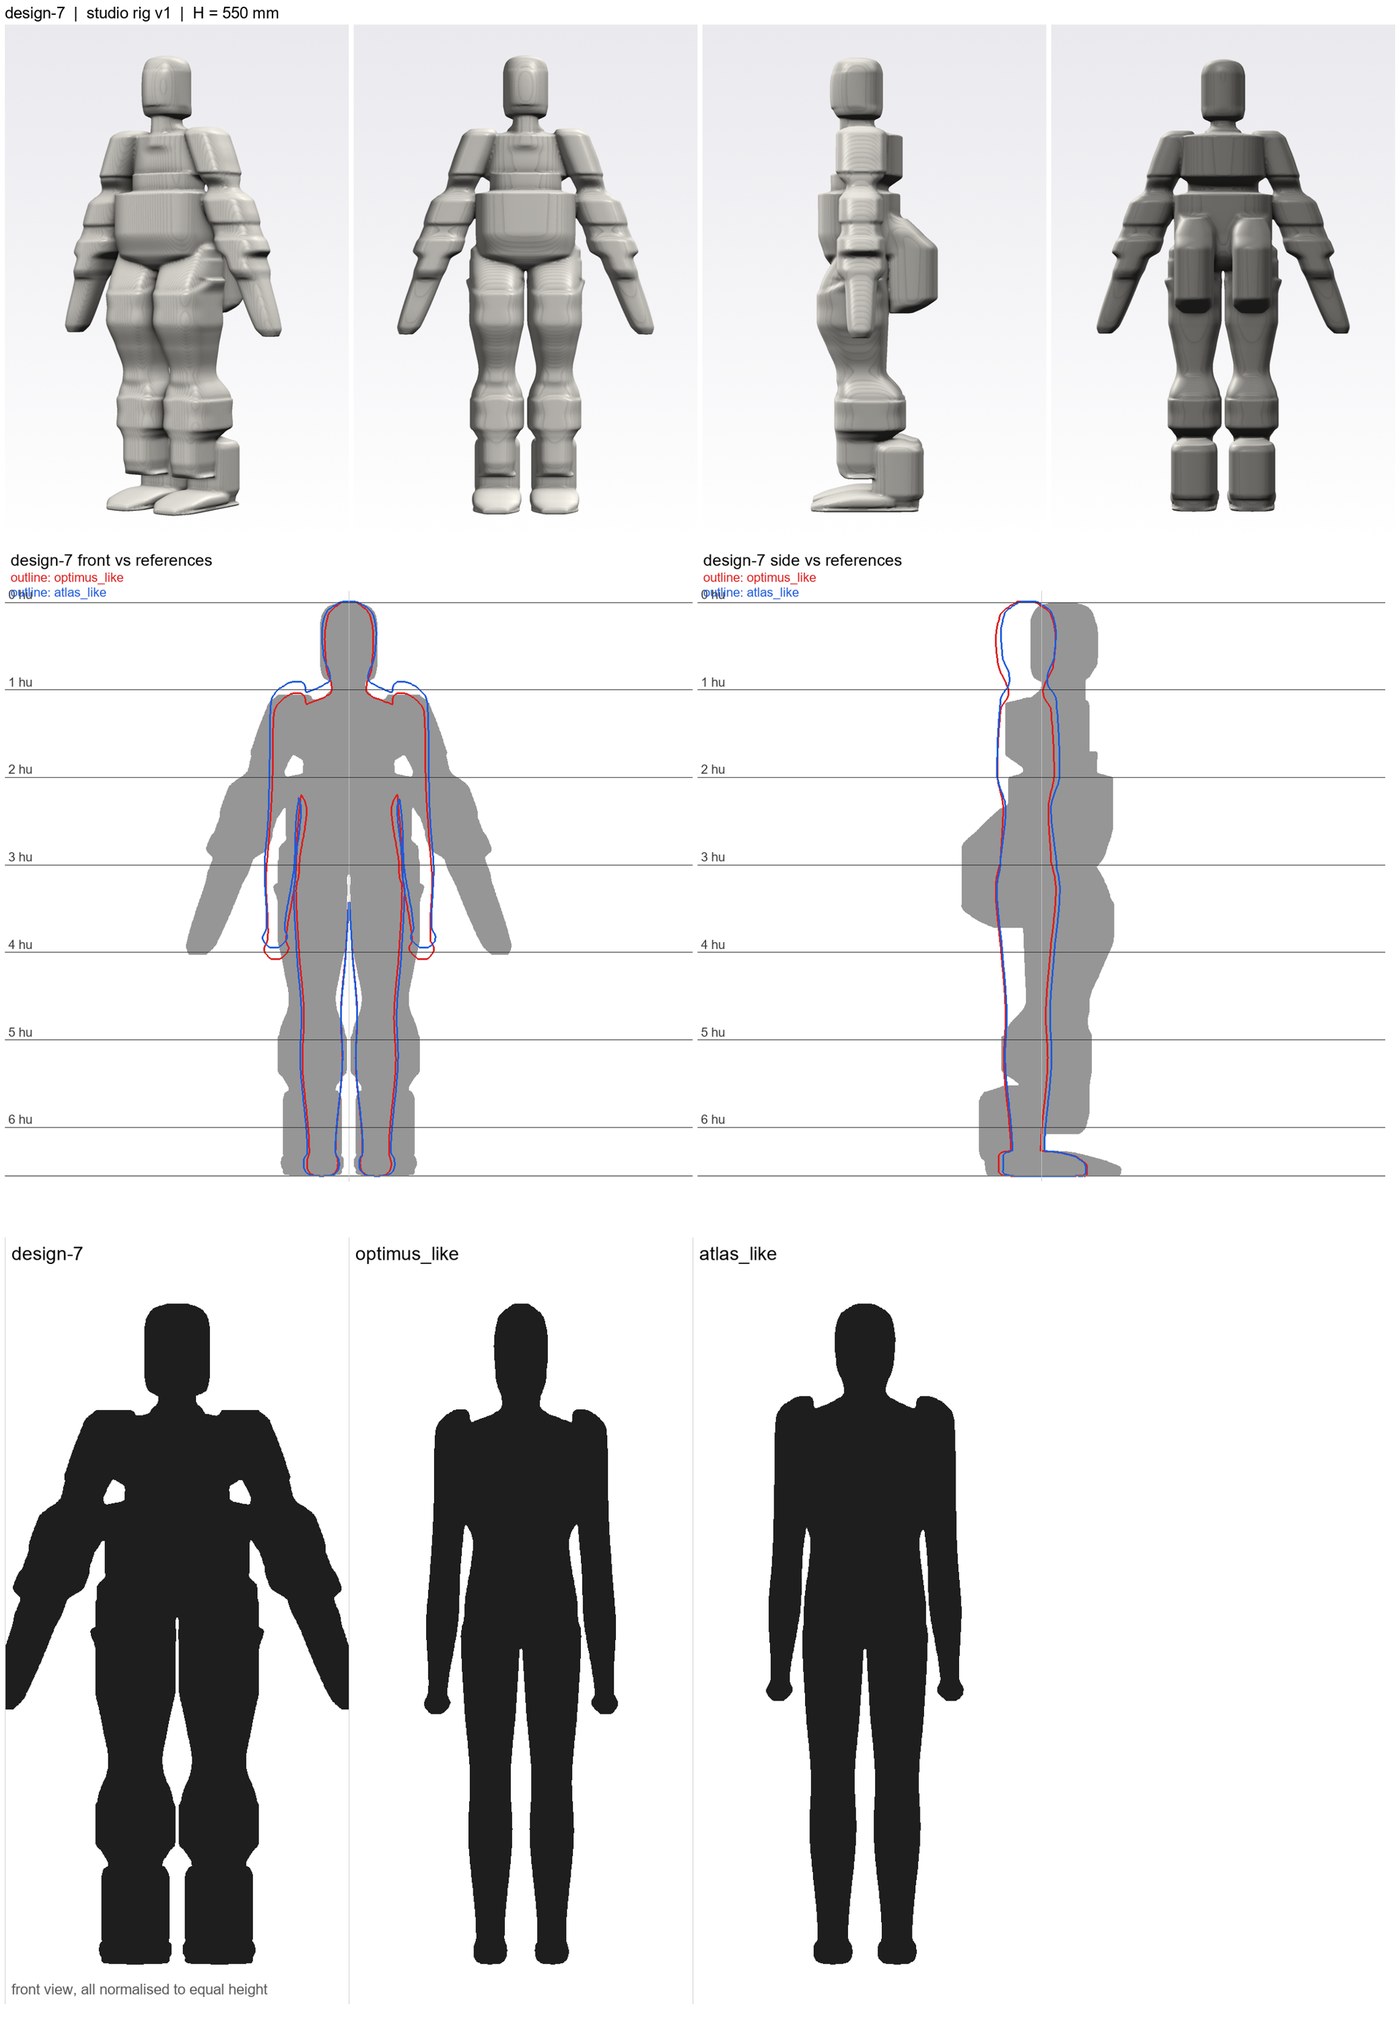 design-7 | studio rig v1 | H = 550 mm
design-7 front vs references
outline: optimus_like
outline: atlas_like
0 hu
1 hu
2 hu
3 hu
4 hu
5 hu
6 hu
design-7 side vs references
outline: optimus_like
outline: atlas_like
0 hu
1 hu
2 hu
3 hu
4 hu
5 hu
6 hu
design-7
optimus_like
atlas_like
front view, all normalised to equal height